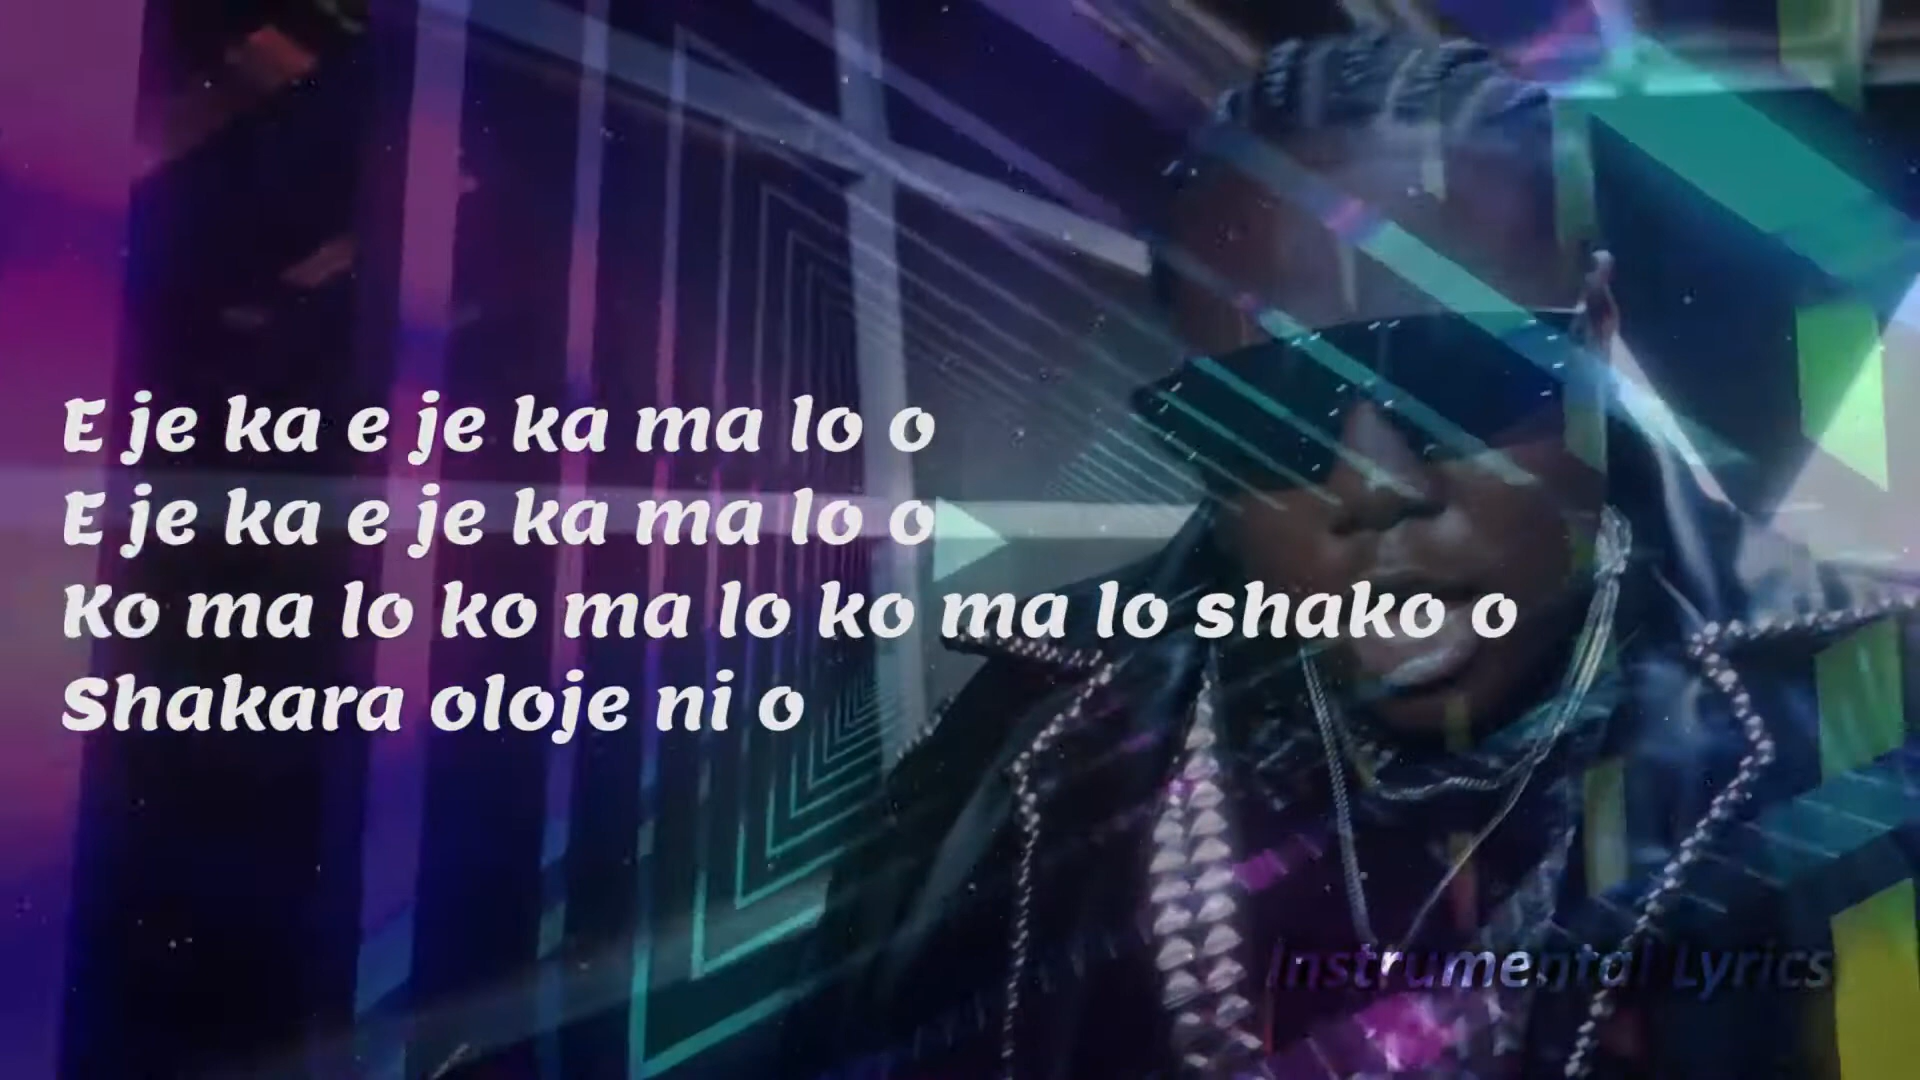 E je ka e je ka ma lo o
E je ka e je ka ma lo o
Ko ma lo ko ma lo ko ma lo shako o
Shakara oloje ni o
Instrumental Lyrics